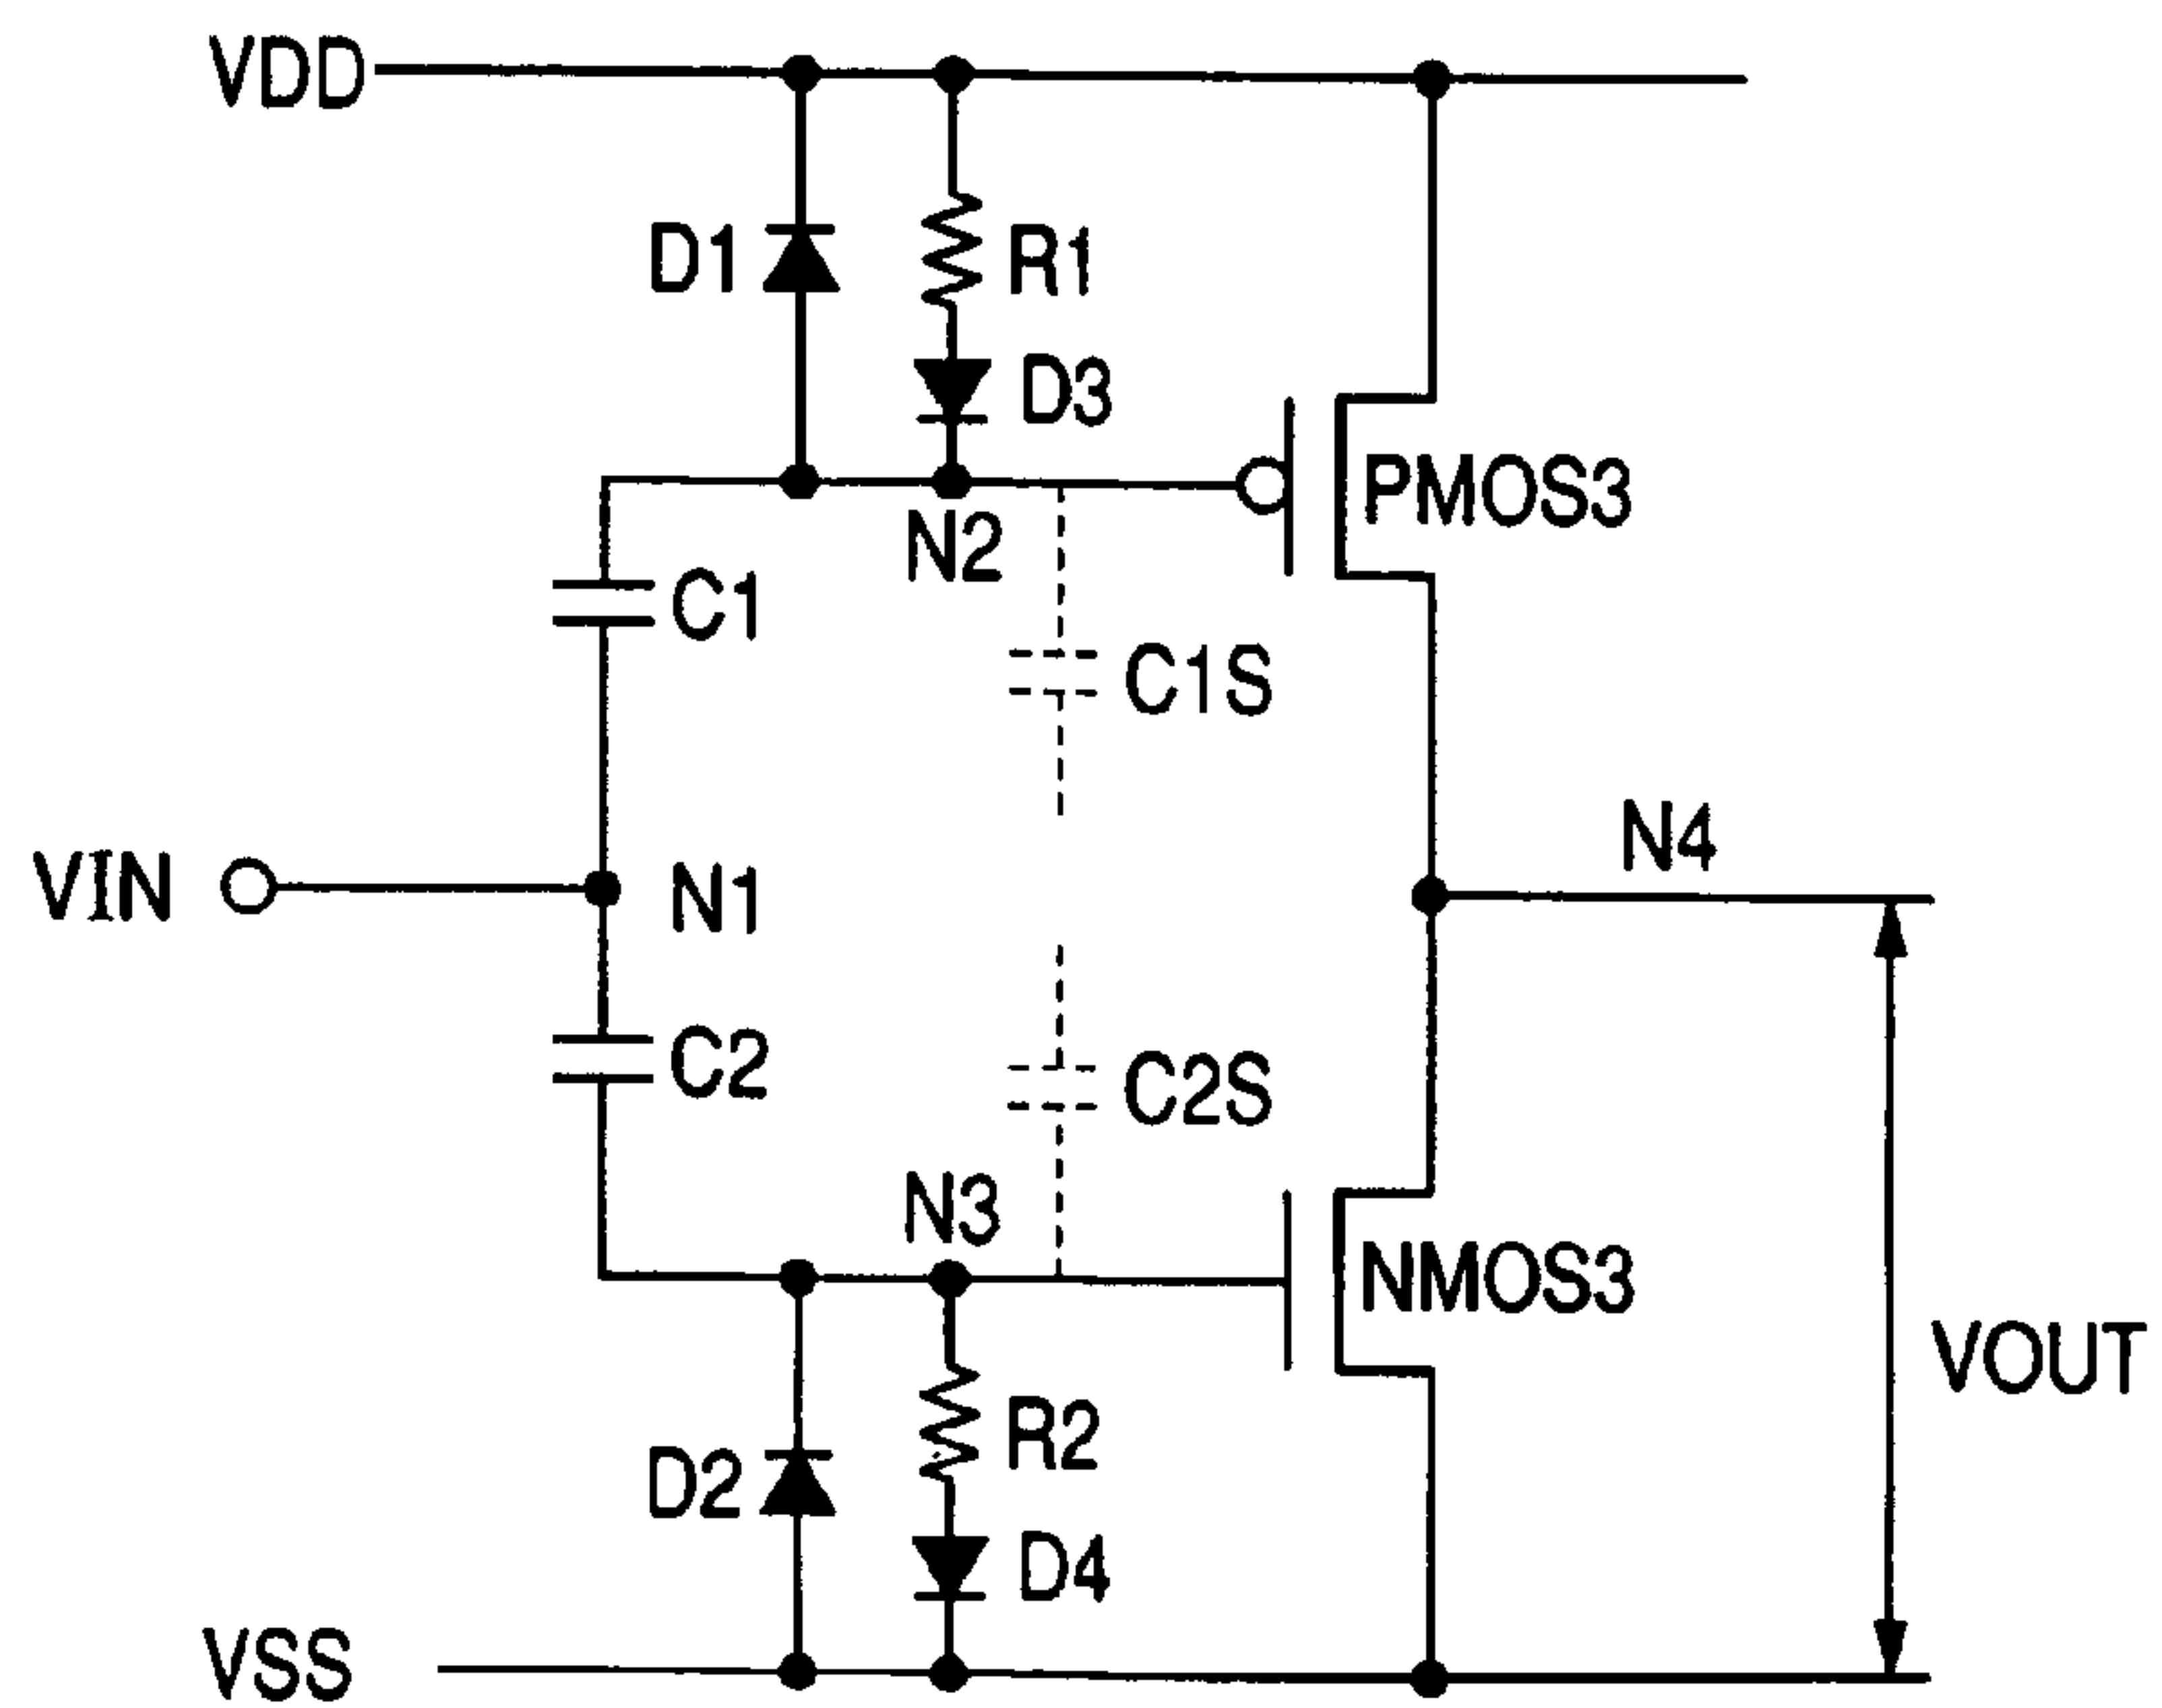 VDD
D1
R1
D3
PMOS3
N2
C1
C1S
N4
VIN
N1
C2
C2S
N3
NMOS3
VOUT
R2
D2
D4
VSS